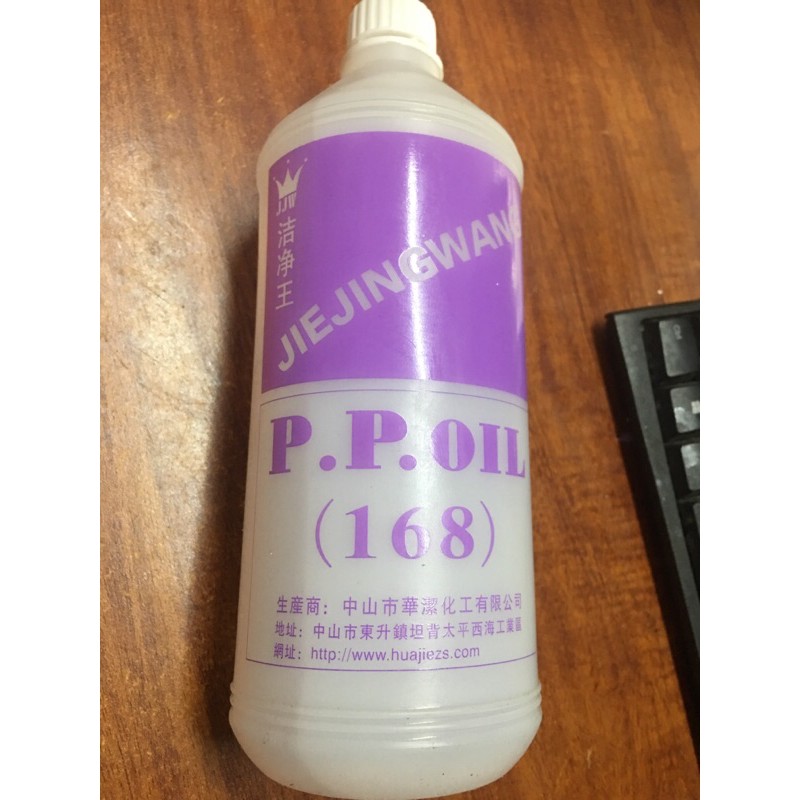 JJW
洁净王
JIEJINGWANG
P.P.OIL
(168)
生産商：中山市華潔化工有限公司
地址：中山市東升鎮坦背太平西海工業區
網址：http://www.huajiezs.com